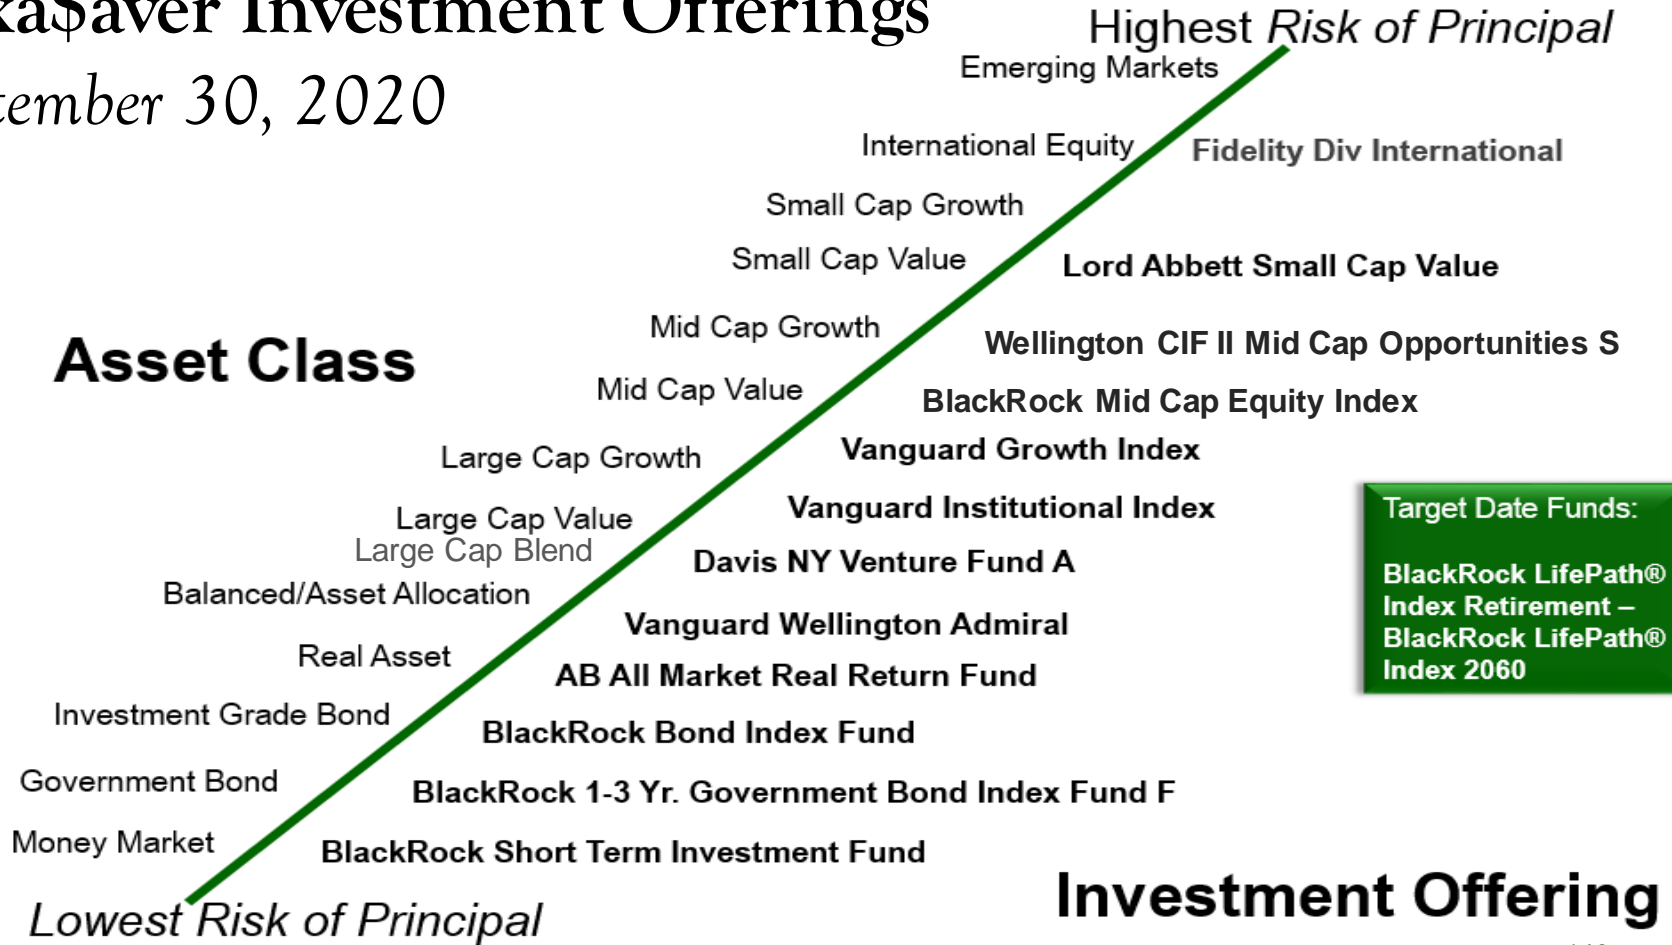 xa$aver Investment Offerings
tember 30, 2020
Highest Risk of Principal
Emerging Markets
International Equity
Fidelity Div International
Small Cap Growth
Small Cap Value
Lord Abbett Small Cap Value
Mid Cap Growth
Wellington CIF II Mid Cap Opportunities S
Asset Class
Mid Cap Value
BlackRock Mid Cap Equity Index
Large Cap Growth
Vanguard Growth Index
Large Cap Value
Vanguard Institutional Index
Large Cap Blend
Davis NY Venture Fund A
Balanced/Asset Allocation
Vanguard Wellington Admiral
Real Asset
AB All Market Real Return Fund
Investment Grade Bond
BlackRock Bond Index Fund
Government Bond
BlackRock 1-3 Yr. Government Bond Index Fund F
Money Market
BlackRock Short Term Investment Fund
Lowest Risk of Principal
Target Date Funds:
BlackRock LifePath®
Index Retirement –
BlackRock LifePath®
Index 2060
Investment Offering